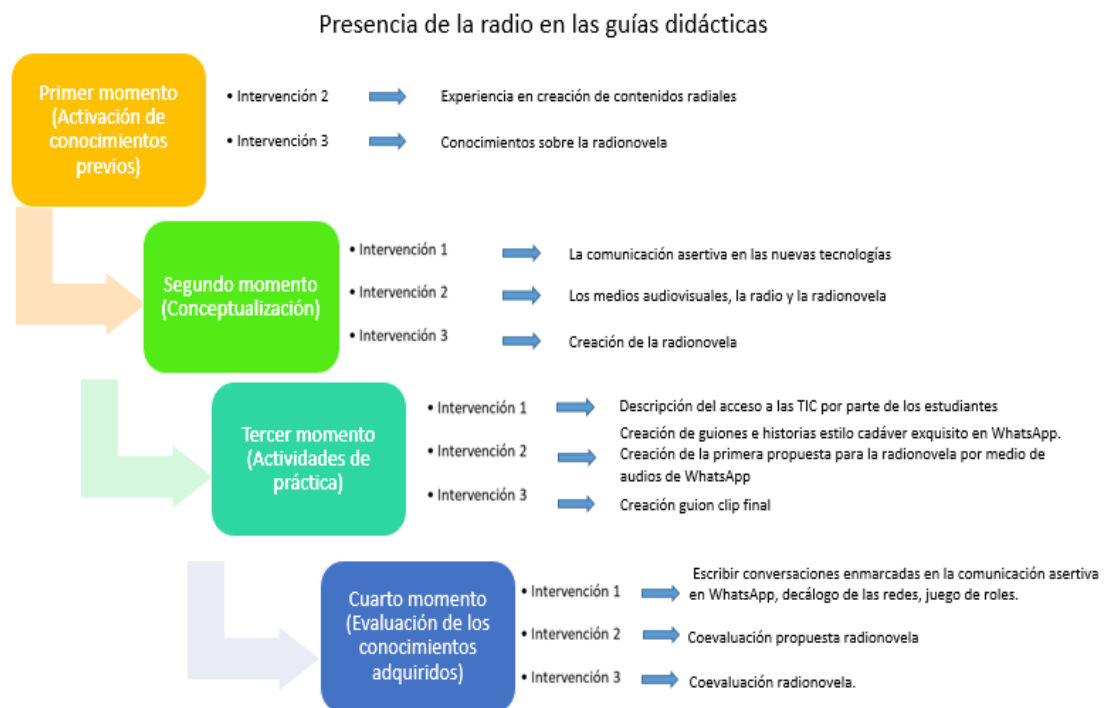 Presencia de la radio en las guías didácticas
Primer momento
(Activación de
conocimientos
previos)
• Intervención 2
Experiencia en creación de contenidos radiales
• Intervención 3
Conocimientos sobre la radionovela
Segundo momento
(Conceptualización)
• Intervención 1
La comunicación asertiva en las nuevas tecnologías
• Intervención 2
Los medios audiovisuales, la radio y la radionovela
• Intervención 3
Creación de la radionovela
Tercer momento
(Actividades de
práctica)
• Intervención 1
Descripción del acceso a las TIC por parte de los estudiantes
• Intervención 2
Creación de guiones e historias estilo cadáver exquisito en WhatsApp.
Creación de la primera propuesta para la radionovela por medio de
audios de WhatsApp
• Intervención 3
Creación guion clip final
Cuarto momento
(Evaluación de los
conocimientos
adquiridos)
• Intervención 1
Escribir conversaciones enmarcadas en la comunicación asertiva
en WhatsApp, decálogo de las redes, juego de roles.
• Intervención 2
Coevaluación propuesta radionovela
• Intervención 3
Coevaluación radionovela.